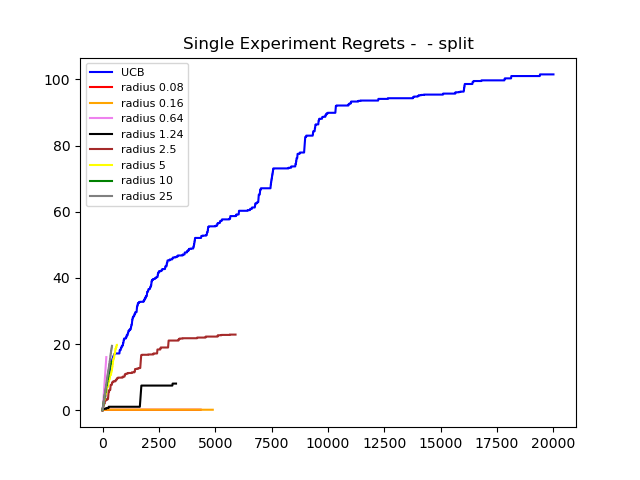 Single Experiment Regrets -  - split
UCB
radius 0.08
radius 0.16
radius 0.64
radius 1.24
radius 2.5
radius 5
radius 10
radius 25
100
80
60
40
20
0
0 2500 5000 7500 10000 12500 15000 17500 20000